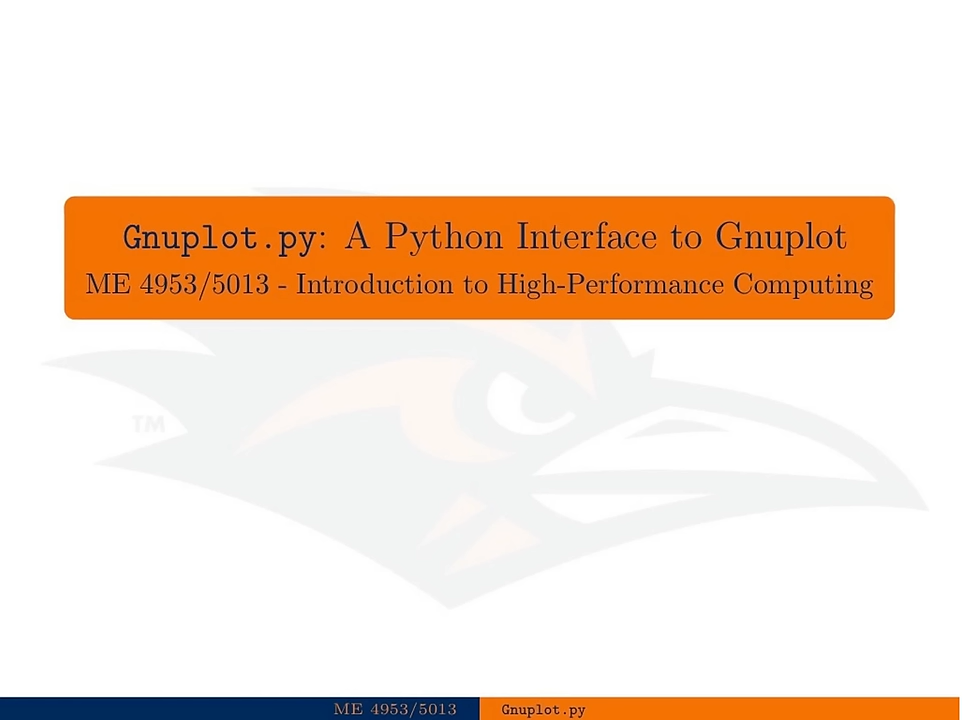 Gnuplot.py: A Python Interface to Gnuplot
ME 4953/5013 - Introduction to High-Performance Computing
TM
ME 4953/5013 Gnuplot.py